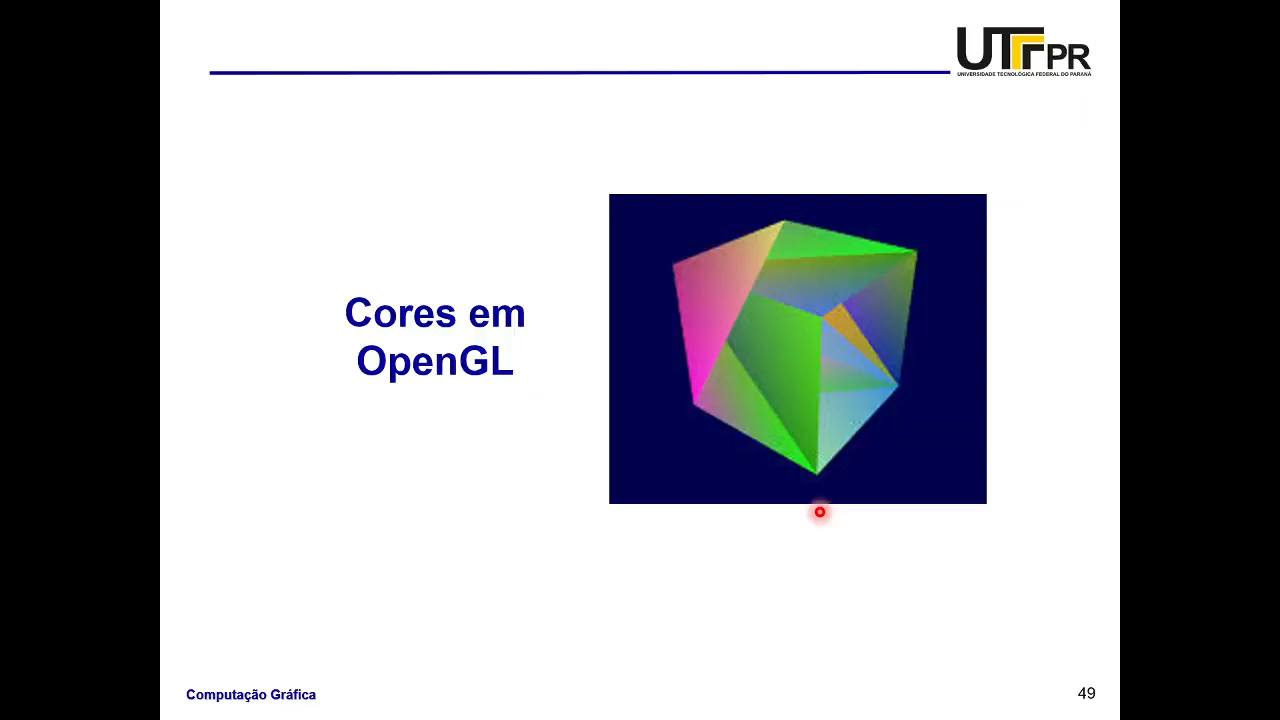 UTFPR
UNIVERSIDADE TECNOLÓGICA FEDERAL DO PARANÁ
Cores em
OpenGL
Computação Gráfica
49